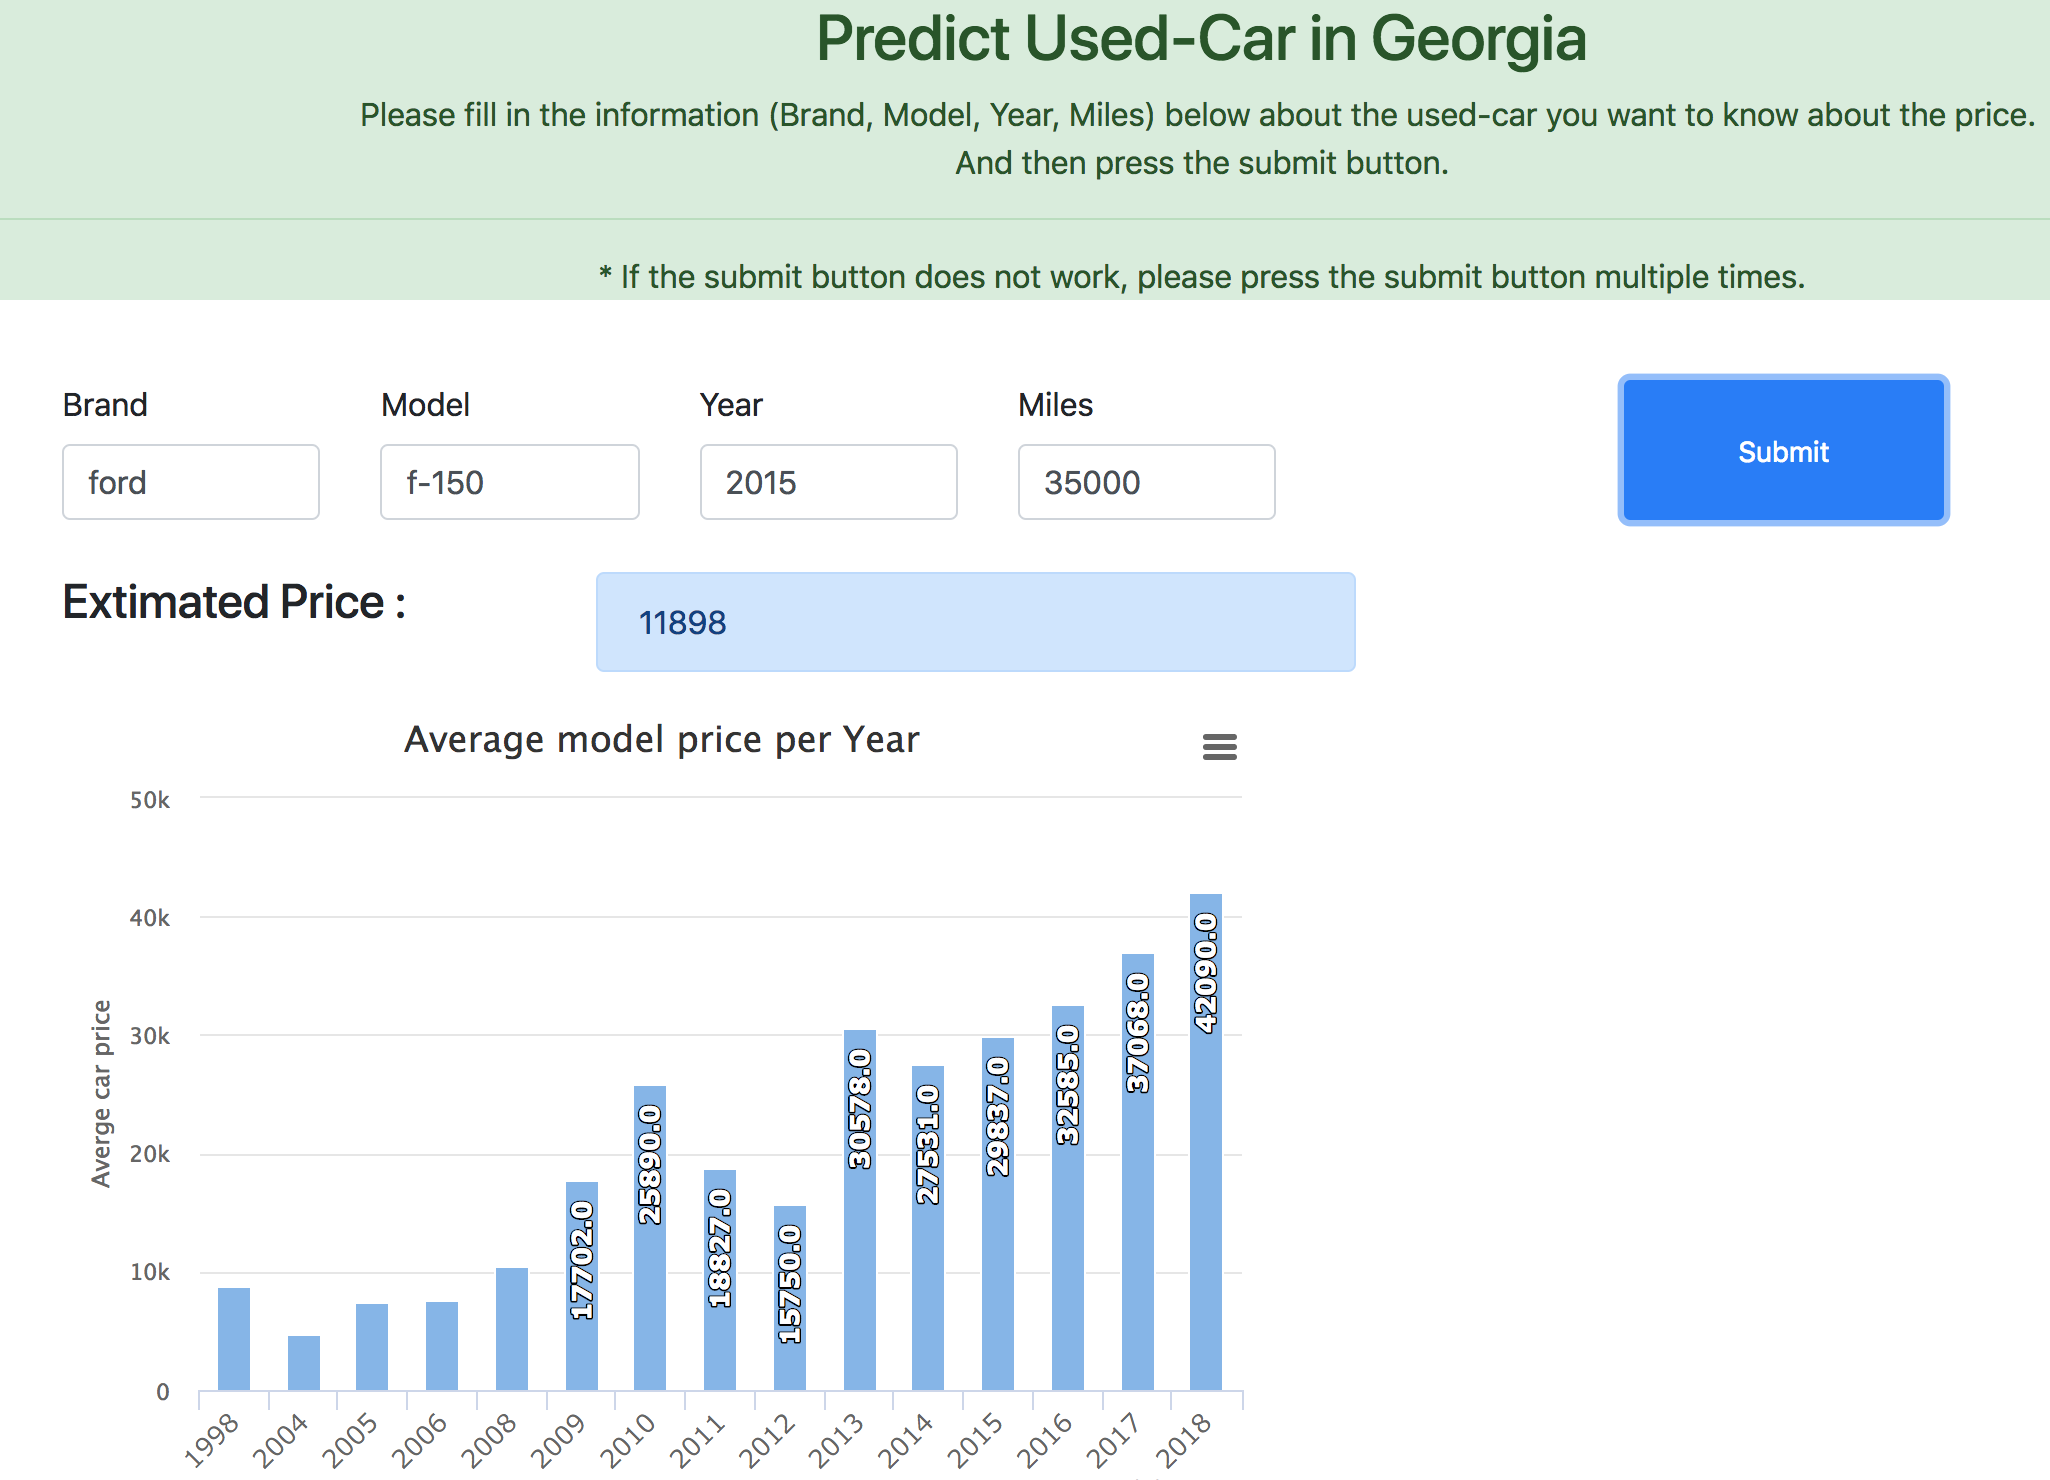 Predict Used-Car in Georgia
Please fill in the information (Brand, Model, Year, Miles) below about the used-car you want to know about the price.
And then press the submit button.
* If the submit button does not work, please press the submit button multiple times.
Brand Model Year Miles
ford f-150 2015 35000
Submit
Extimated Price : 11898
Average model price per Year
Averge car price
50k
40k
30k
20k
10k
0
17702.0
25890.0
18827.0
15750.0
30578.0
27531.0
29837.0
32585.0
37068.0
42090.0
1998 2004 2005 2006 2008 2009 2010 2011 2012 2013 2014 2015 2016 2017 2018